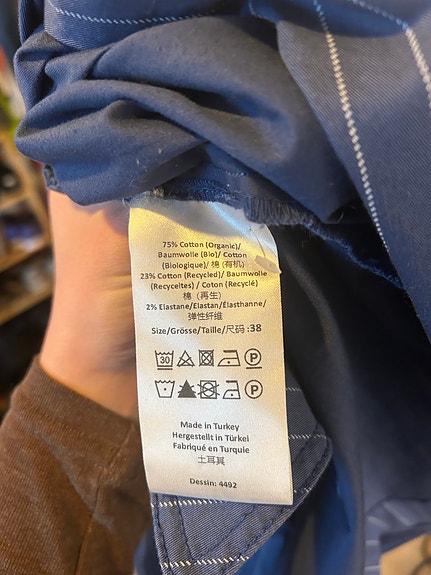 75% Cotton (Organic)/
Baumwolle (Bio)/ Cotton
(Biologique)/ 棉 (有机)
23% Cotton (Recycled)/ Baumwolle
(Recyceltes) / Coton (Recyclé)
棉 (再生)
2% Elastane/Elastan/Élasthanne/
弹性纤维
Size/Grösse/Taille/尺码 :38
30 P
P
Made in Turkey
Hergestellt in Türkei
Fabriqué en Turquie
土耳其
Dessin: 4492